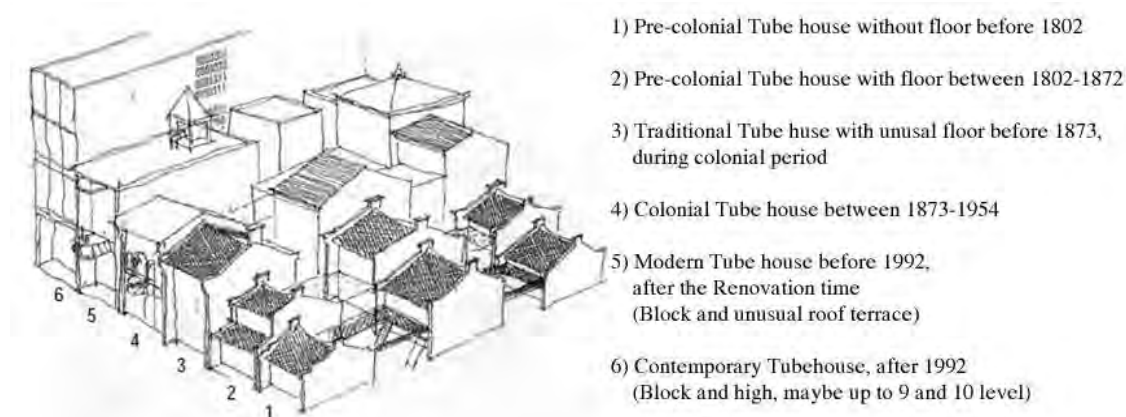 1) Pre-colonial Tube house without floor before 1802
2) Pre-colonial Tube house with floor between 1802-1872
3) Traditional Tube huse with unusal floor before 1873,
during colonial period
4) Colonial Tube house between 1873-1954
5) Modern Tube house before 1992,
after the Renovation time
(Block and unusual roof terrace)
6) Contemporary Tubehouse, after 1992
(Block and high, maybe up to 9 and 10 level)
6
5
4
3
2
1